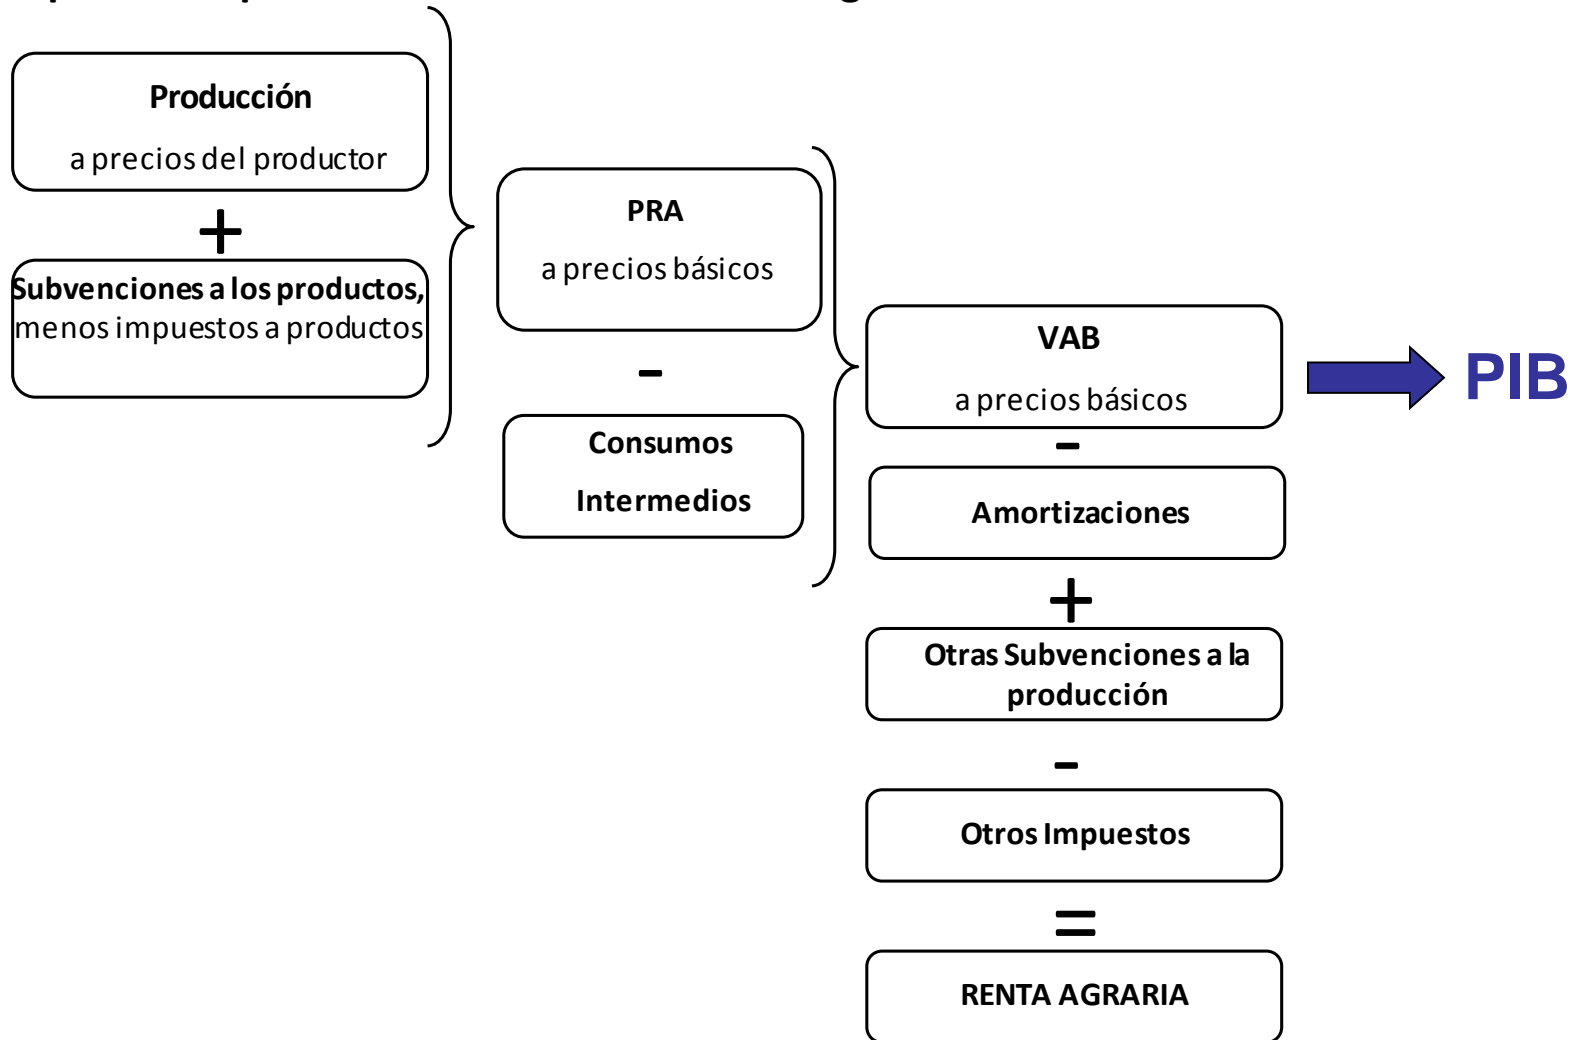 Producción
a precios del productor
+
Subvenciones a los productos,
menos impuestos a productos
PRA
a precios básicos
-
Consumos
Intermedios
VAB
a precios básicos
PIB
-
Amortizaciones
+
Otras Subvenciones a la
producción
-
Otros Impuestos
=
RENTA AGRARIA